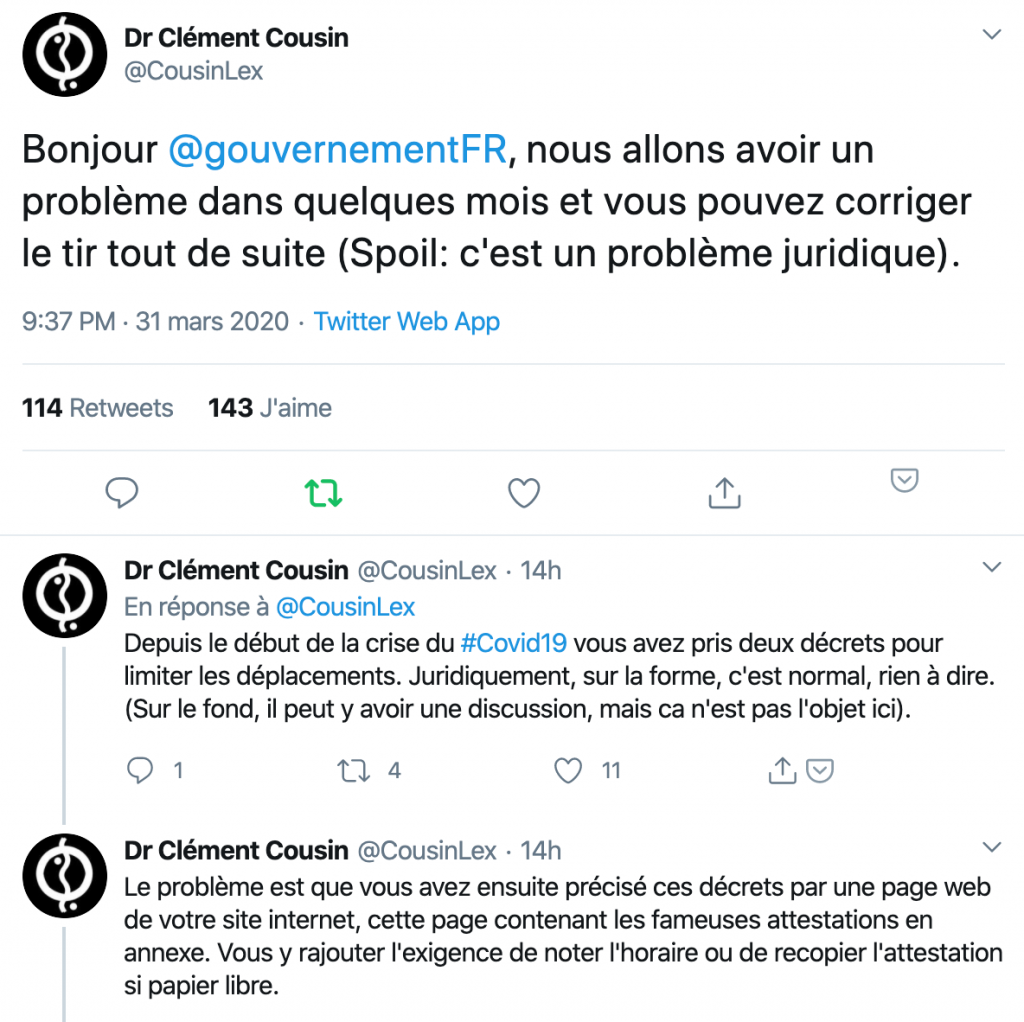 Dr Clément Cousin
@CousinLex
Bonjour @gouvernementFR, nous allons avoir un
problème dans quelques mois et vous pouvez corriger
le tir tout de suite (Spoil: c'est un problème juridique).
9:37 PM · 31 mars 2020 · Twitter Web App
114 Retweets 143 J'aime
Dr Clément Cousin @CousinLex · 14h
En réponse à @CousinLex
Depuis le début de la crise du #Covid19 vous avez pris deux décrets pour
limiter les déplacements. Juridiquement, sur la forme, c'est normal, rien à dire.
(Sur le fond, il peut y avoir une discussion, mais ca n'est pas l'objet ici).
1 4 11
Dr Clément Cousin @CousinLex · 14h
Le problème est que vous avez ensuite précisé ces décrets par une page web
de votre site internet, cette page contenant les fameuses attestations en
annexe. Vous y rajouter l'exigence de noter l'horaire ou de recopier l'attestation
si papier libre.